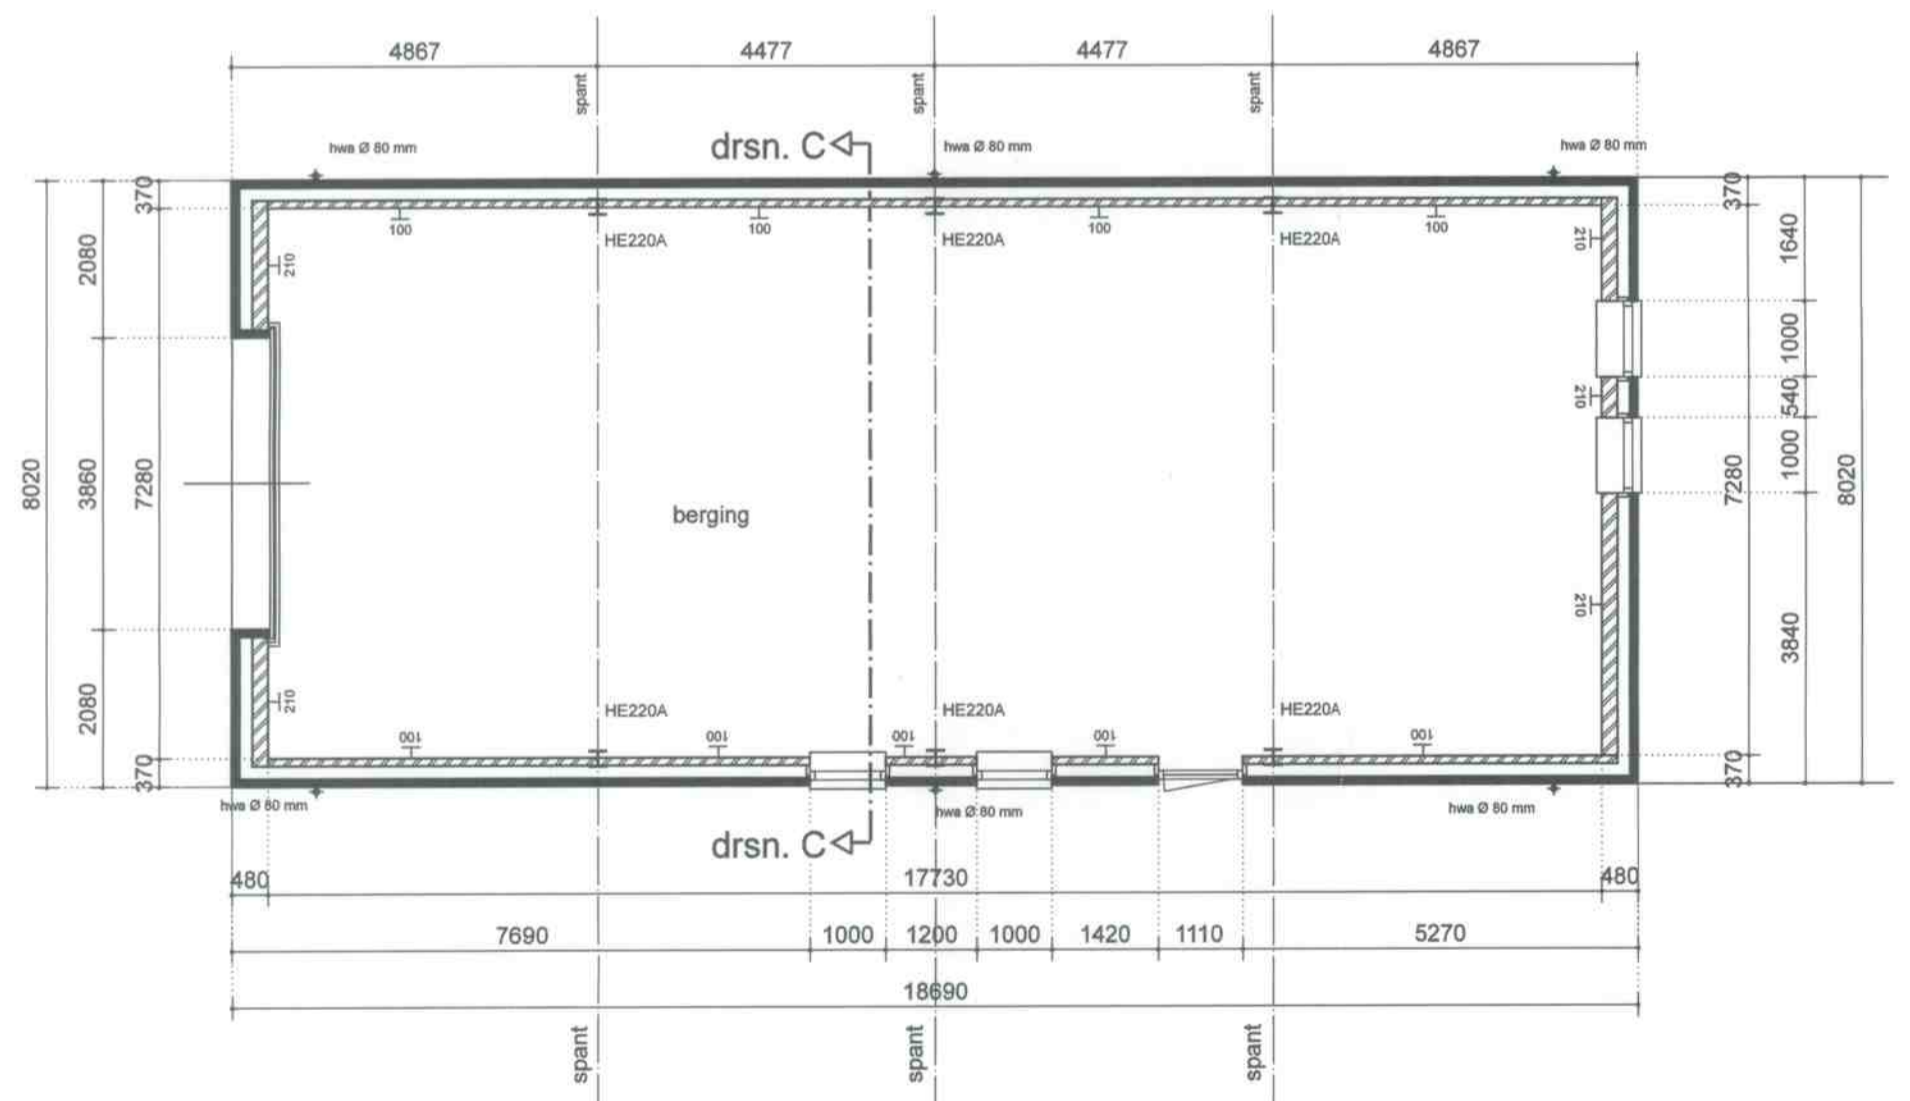 4867 4477 4477 4867
spant spant spant
hwa Ø 80 mm drsn. C hwa Ø 80 mm hwa Ø 80 mm
370 370
100 100 100 100
HE220A HE220A HE220A
2080 210 210 1640
1000
210 540
8020 3860 7280 1000 7280 8020
berging
210 3840
2080 210 HE220A HE220A HE220A
100 100 100 100 100
370 370
hwa Ø 80 mm hwa Ø 80 mm hwa Ø 80 mm
drsn. C
480 17730 480
7690 1000 1200 1000 1420 1110 5270
18690
spant spant spant